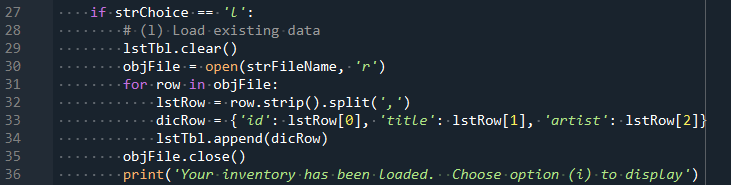 27 if strChoice == 'l':
28 # (l) Load existing data
29 lstTbl.clear()
30 objFile = open(strFileName, 'r')
31 for row in objFile:
32 lstRow = row.strip().split(',')
33 dicRow = {'id': lstRow[0], 'title': lstRow[1], 'artist': lstRow[2]}
34 lstTbl.append(dicRow)
35 objFile.close()
36 print('Your inventory has been loaded.  Choose option (i) to display')